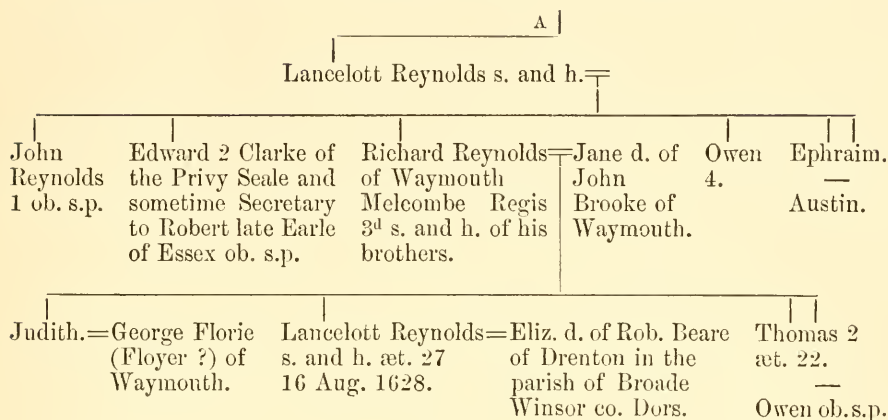 A
Lancelott Reynolds s. and h.=
John
Reynolds
1 ob. s.p.
Edward 2 Clarke of
the Privy Seale and
sometime Secretary
to Robert late Earle
of Essex ob. s.p.
Richard Reynolds=
of Waymouth
Melcombe Regis
3d s. and h. of his
brothers.
Jane d. of
John
Brooke of
Waymouth.
Owen
4.
Ephraim.
—
Austin.
Judith.=
George Florie
(Floyer ?) of
Waymouth.
Lancelott Reynolds=
s. and h. æt. 27
16 Aug. 1628.
Eliz. d. of Rob. Beare
of Drenton in the
parish of Broade
Winsor co. Dors.
Thomas 2
æt. 22.
—
Owen ob.s.p.